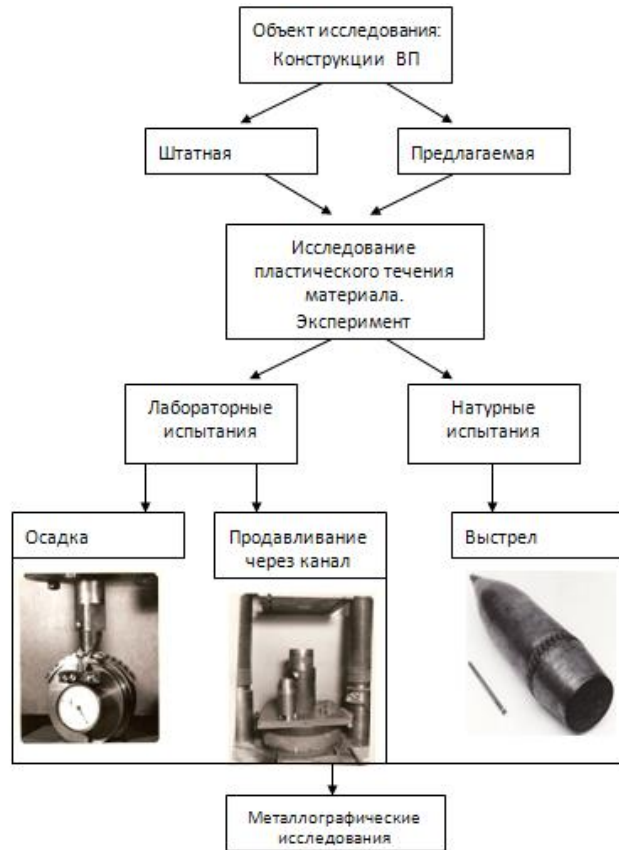 Объект исследования:
Конструкции ВП
Штатная
Предлагаемая
Исследование
пластического течения
материала.
Эксперимент
Лабораторные
испытания
Натурные
испытания
Осадка
Продавливание
через канал
Выстрел
Металлографические
исследования